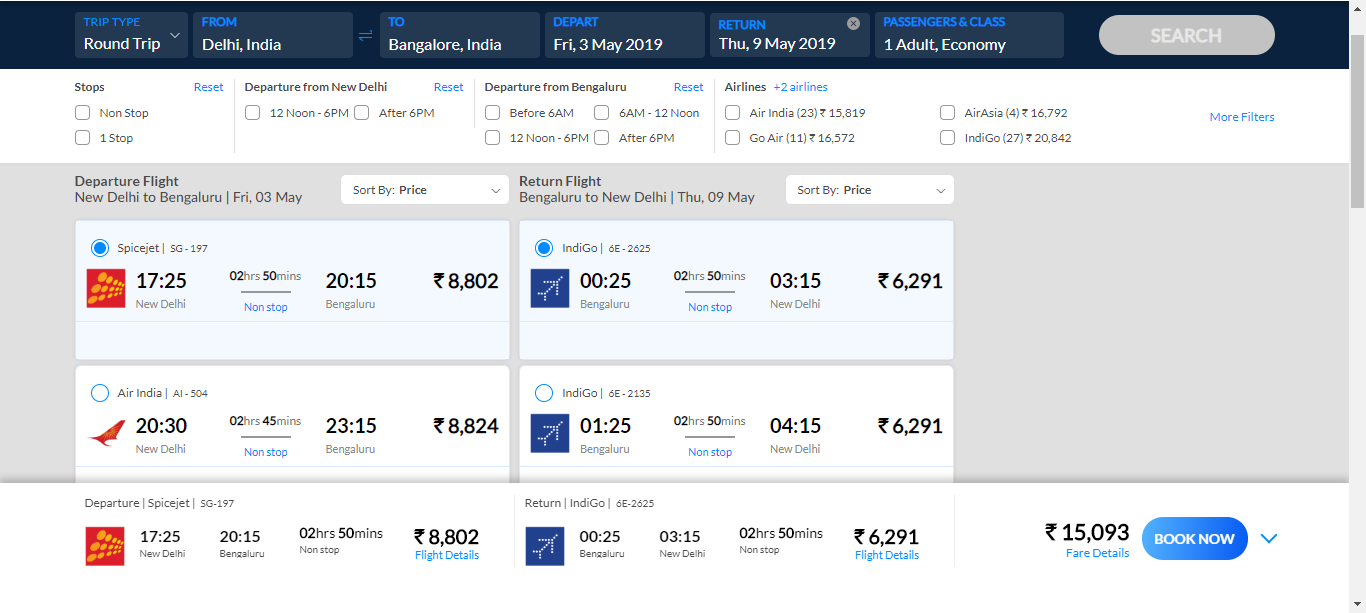 TRIP TYPE
Round Trip
FROM
Delhi, India
TO
Bangalore, India
DEPART
Fri, 3 May 2019
RETURN
Thu, 9 May 2019
PASSENGERS & CLASS
1 Adult, Economy
SEARCH
Stops Reset
Non Stop
1 Stop
Departure from New Delhi Reset
12 Noon - 6PM After 6PM
Departure from Bengaluru Reset
Before 6AM 6AM - 12 Noon
12 Noon - 6PM After 6PM
Airlines +2 airlines
Air India (23) ₹ 15,819 AirAsia (4) ₹ 16,792
Go Air (11) ₹ 16,572 IndiGo (27) ₹ 20,842
More Filters
Departure Flight
New Delhi to Bengaluru | Fri, 03 May
Sort By: Price
Return Flight
Bengaluru to New Delhi | Thu, 09 May
Sort By: Price
Spicejet | SG - 197
17:25 02hrs 50mins 20:15 ₹ 8,802
New Delhi Non stop Bengaluru
IndiGo | 6E - 2625
00:25 02hrs 50mins 03:15 ₹ 6,291
Bengaluru Non stop New Delhi
Air India | AI - 504
20:30 02hrs 45mins 23:15 ₹ 8,824
New Delhi Non stop Bengaluru
IndiGo | 6E - 2135
01:25 02hrs 50mins 04:15 ₹ 6,291
Bengaluru Non stop New Delhi
Departure | Spicejet | SG-197
17:25 20:15 02hrs 50mins ₹ 8,802
New Delhi Bengaluru Non stop Flight Details
Return | IndiGo | 6E-2625
00:25 03:15 02hrs 50mins ₹ 6,291
Bengaluru New Delhi Non stop Flight Details
₹ 15,093
Fare Details
BOOK NOW